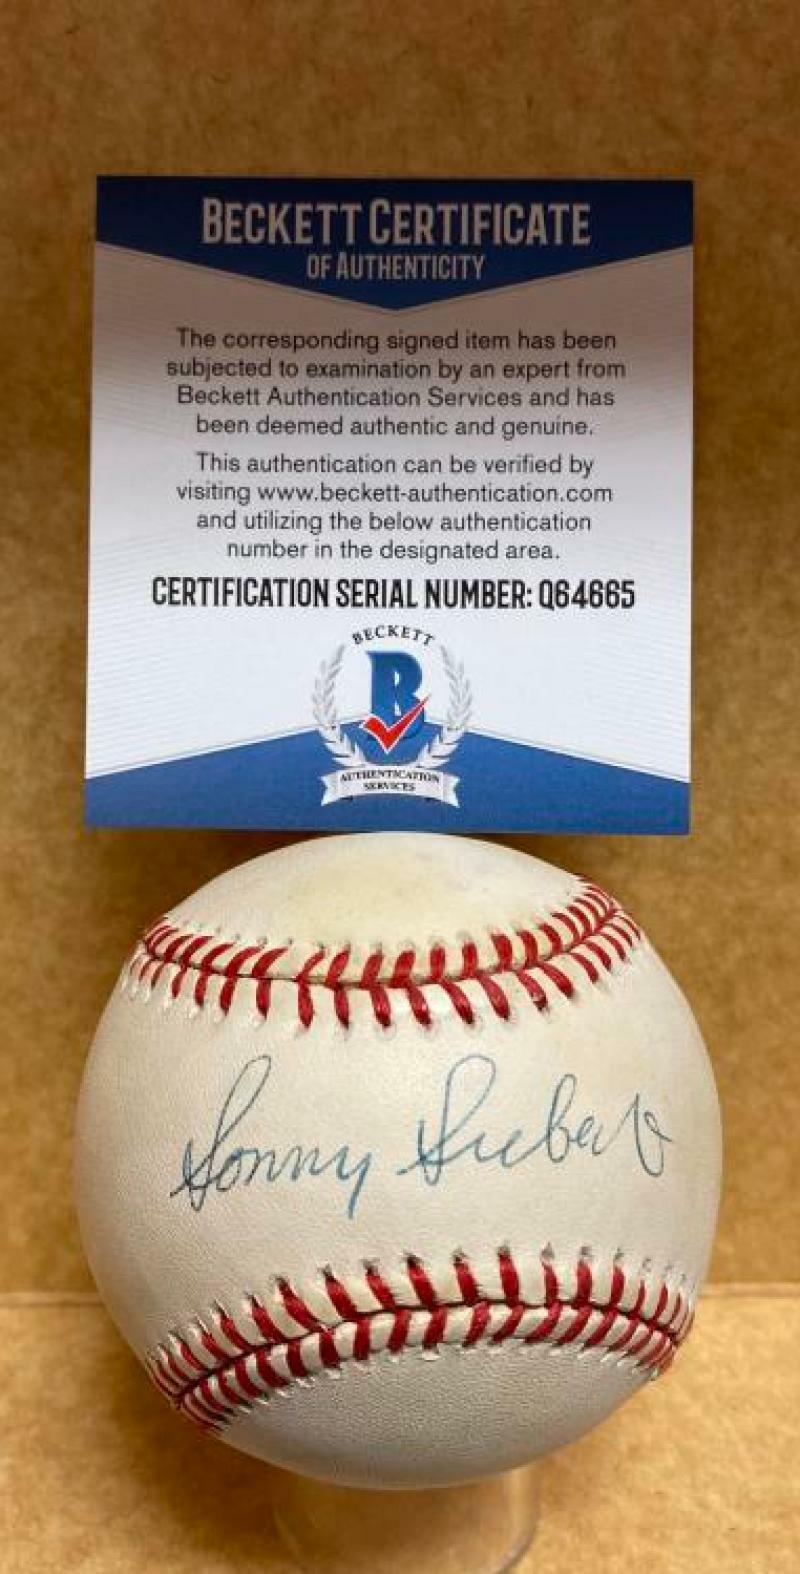 BECKETT CERTIFICATE
OF AUTHENTICITY
The corresponding signed item has been
subjected to examination by an expert from
Beckett Authentication Services and has
been deemed authentic and genuine.
This authentication can be verified by
visiting www.beckett-authentication.com
and utilizing the below authentication
number in the designated area.
CERTIFICATION SERIAL NUMBER: Q64665
BECKETT
B
AUTHENTICATION
SERVICES
Sonny Siebert